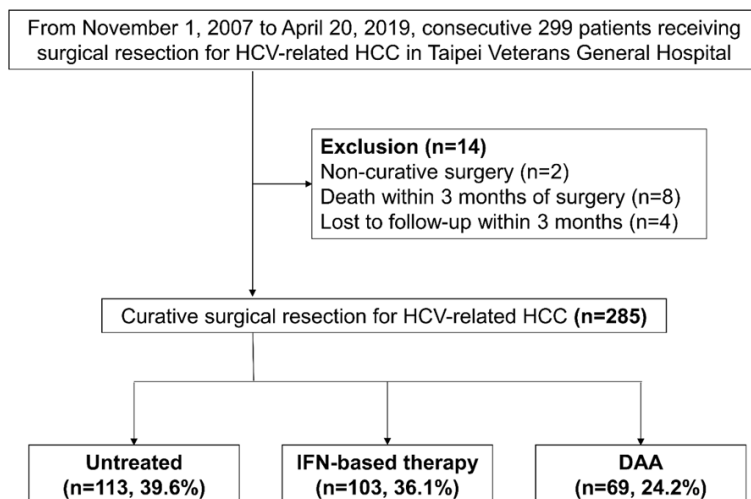 From November 1, 2007 to April 20, 2019, consecutive 299 patients receiving
surgical resection for HCV-related HCC in Taipei Veterans General Hospital
Exclusion (n=14)
Non-curative surgery (n=2)
Death within 3 months of surgery (n=8)
Lost to follow-up within 3 months (n=4)
Curative surgical resection for HCV-related HCC (n=285)
Untreated
(n=113, 39.6%)
IFN-based therapy
(n=103, 36.1%)
DAA
(n=69, 24.2%)